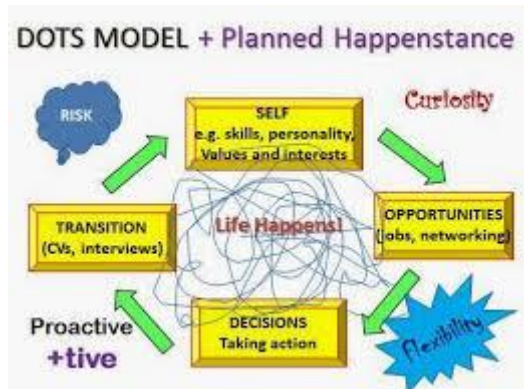 DOTS MODEL + Planned Happenstance
RISK
SELF
e.g. skills, personality,
Values and interests
Curiosity
TRANSITION
(CVs, interviews)
Life Happens!
OPPORTUNITIES
(jobs, networking)
Proactive
+tive
DECISIONS
Taking action
Flexibility